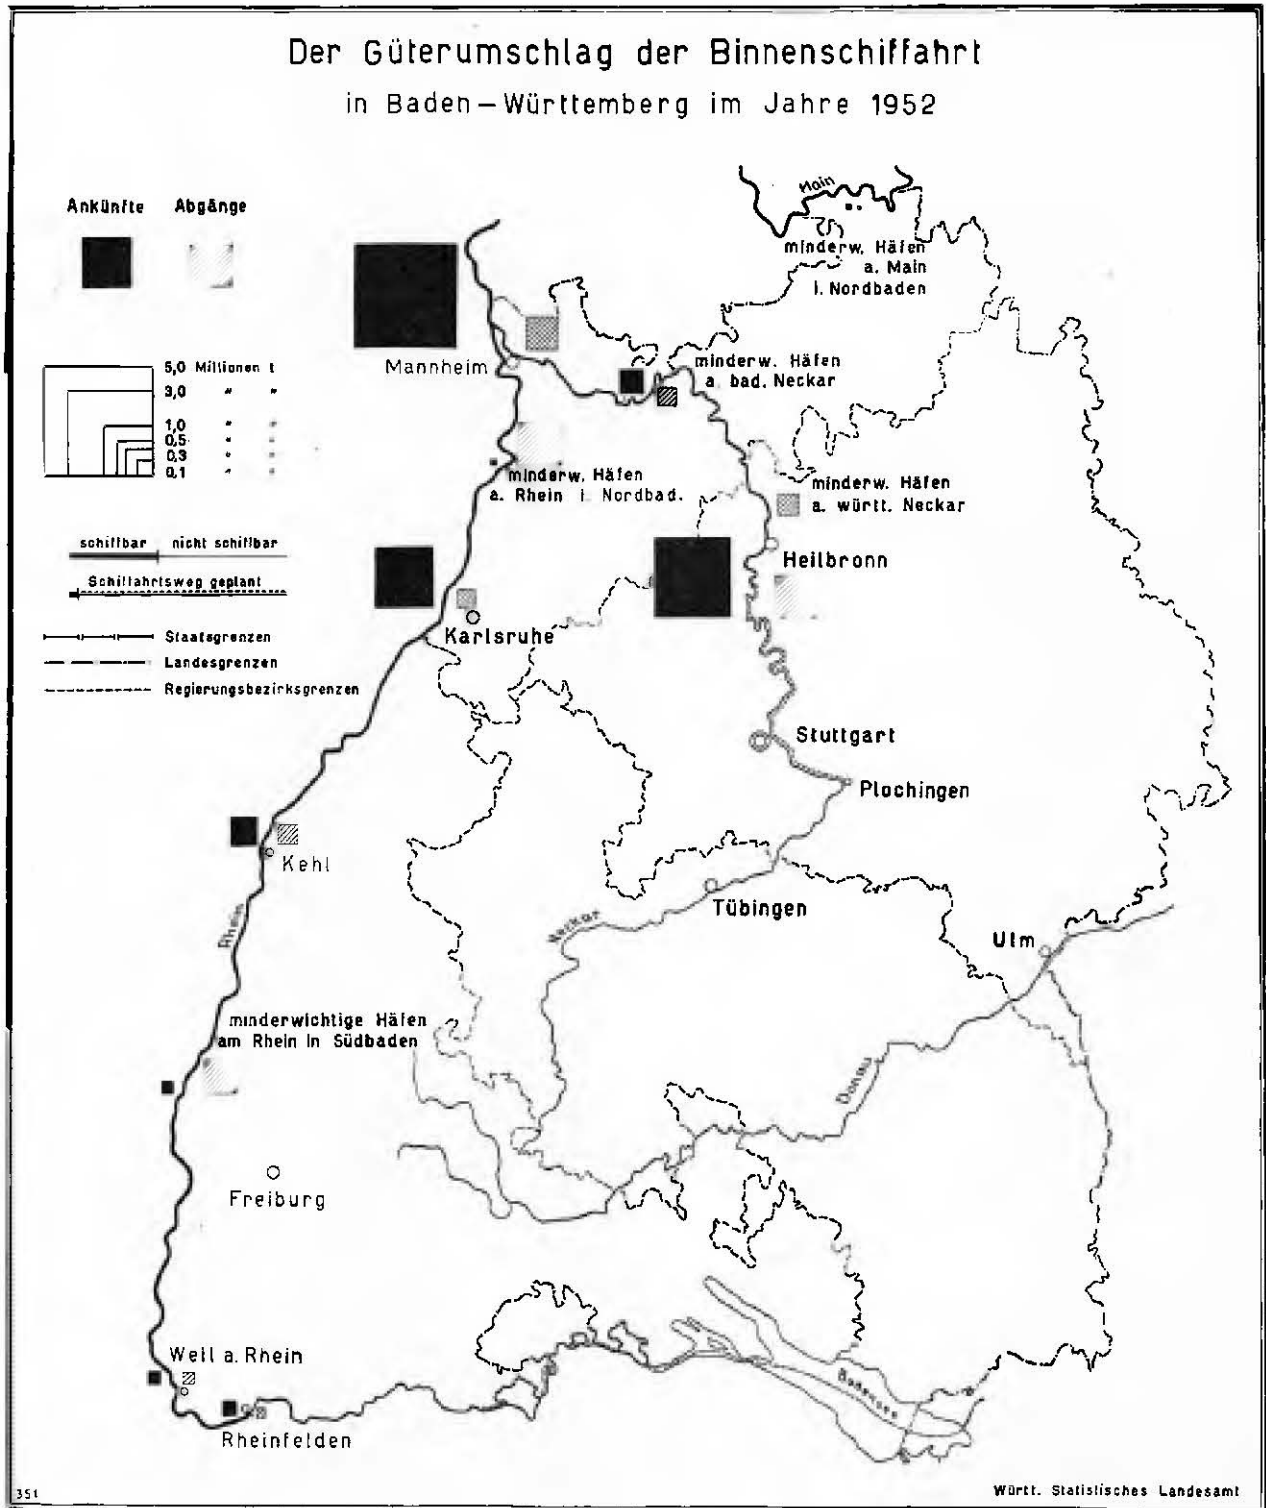 Der Güterumschlag der Binnenschiffahrt
in Baden–Württemberg im Jahre 1952
Ankünfte Abgänge
5,0 Millionen t
3,0 " "
1,0 " "
0,5 " "
0,3 " "
0,1 " "
schiffbar nicht schiffbar
Schiffahrtsweg geplant
Staatsgrenzen
Landesgrenzen
Regierungsbezirksgrenzen
Main
minderw. Häfen
a. Main
i. Nordbaden
Mannheim
minderw. Häfen
a. bad. Neckar
minderw. Häfen
a. Rhein i. Nordbad.
minderw. Häfen
a. württ. Neckar
Heilbronn
Karlsruhe
Stuttgart
Plochingen
Kehl
Tübingen
Neckar
Rhein
Ulm
minderwichtige Häfen
am Rhein in Südbaden
Donau
Freiburg
Weil a. Rhein
Bodensee
Rheinfelden
351
Württ. Statistisches Landesamt